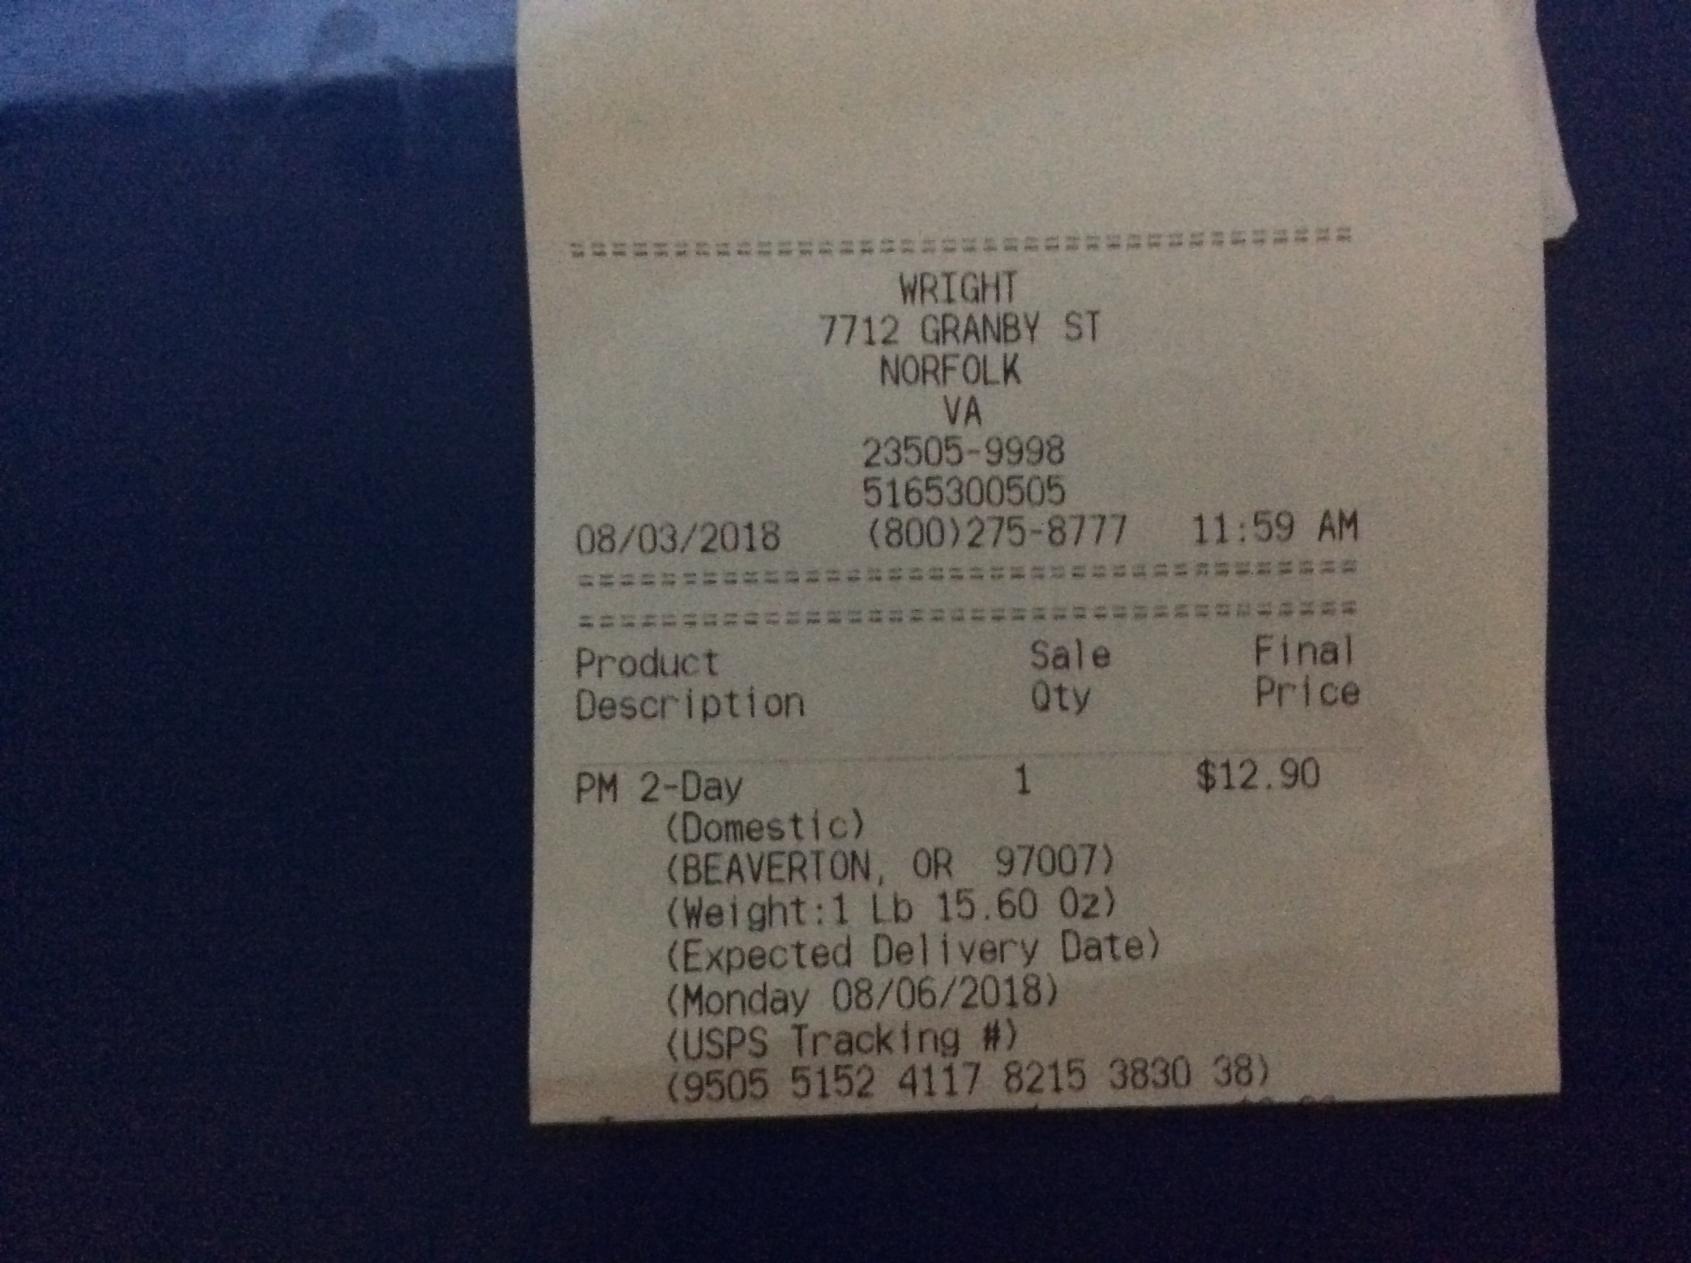 ====================================
WRIGHT
7712 GRANBY ST
NORFOLK
VA
23505-9998
5165300505
08/03/2018 (800)275-8777 11:59 AM
====================================
====================================
Product Sale Final
Description Qty Price
PM 2-Day 1 $12.90
(Domestic)
(BEAVERTON, OR 97007)
(Weight:1 Lb 15.60 Oz)
(Expected Delivery Date)
(Monday 08/06/2018)
(USPS Tracking #)
(9505 5152 4117 8215 3830 38)